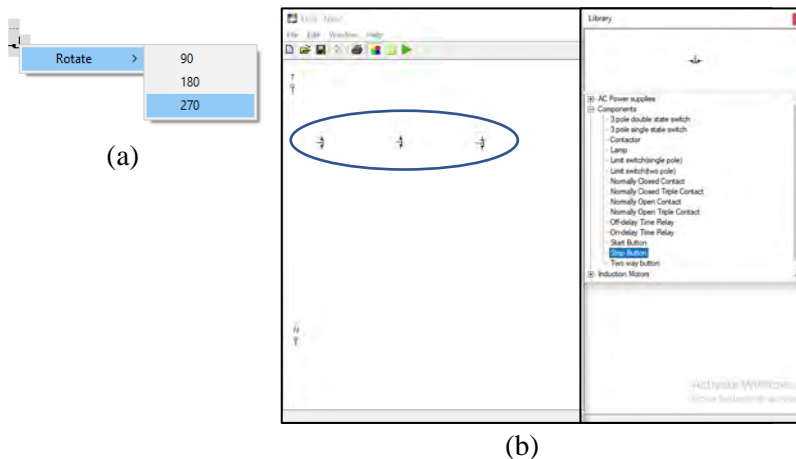 Rotate >
90
180
270
(a)
File Edit Window Help
T
N
Library
AC Power supplies
Components
3 pole double state switch
3 pole single state switch
Contactor
Lamp
Limit switch(single pole)
Limit switch(two pole)
Normally Closed Contact
Normally Closed Triple Contact
Normally Open Contact
Normally Open Triple Contact
Off-delay Time Relay
On-delay Time Relay
Start Button
Stop Button
Two way button
Induction Motors
Activate Windows
(b)